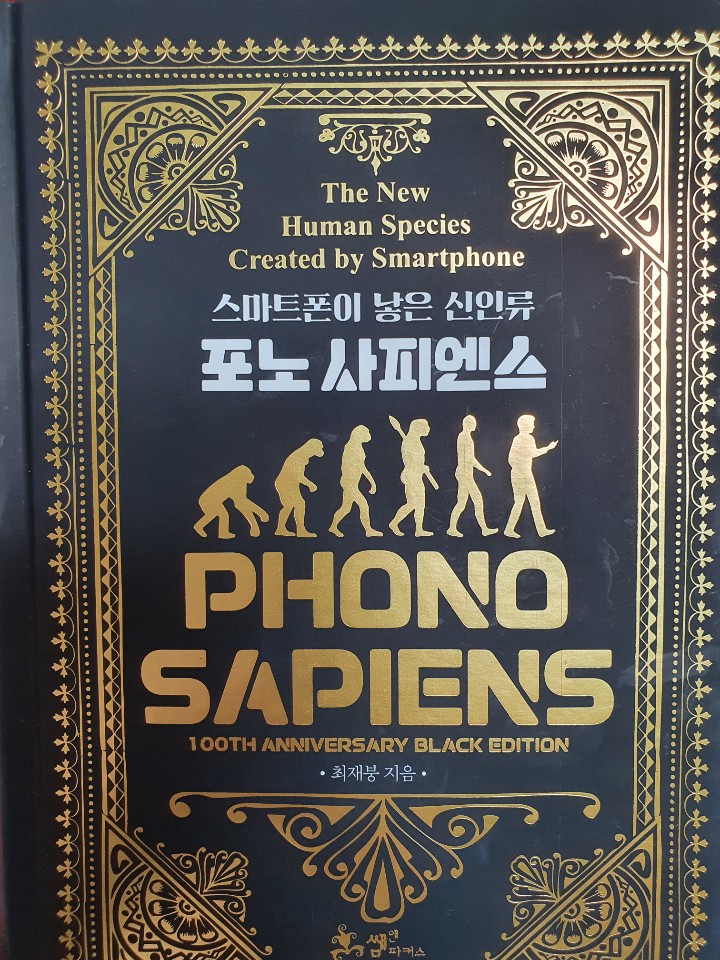 The New
Human Species
Created by Smartphone
스마트폰이 낳은 신인류
포노 사피엔스
PHONO
SAPIENS
100TH ANNIVERSARY BLACK EDITION
• 최재붕 지음 •
쌤앤파커스